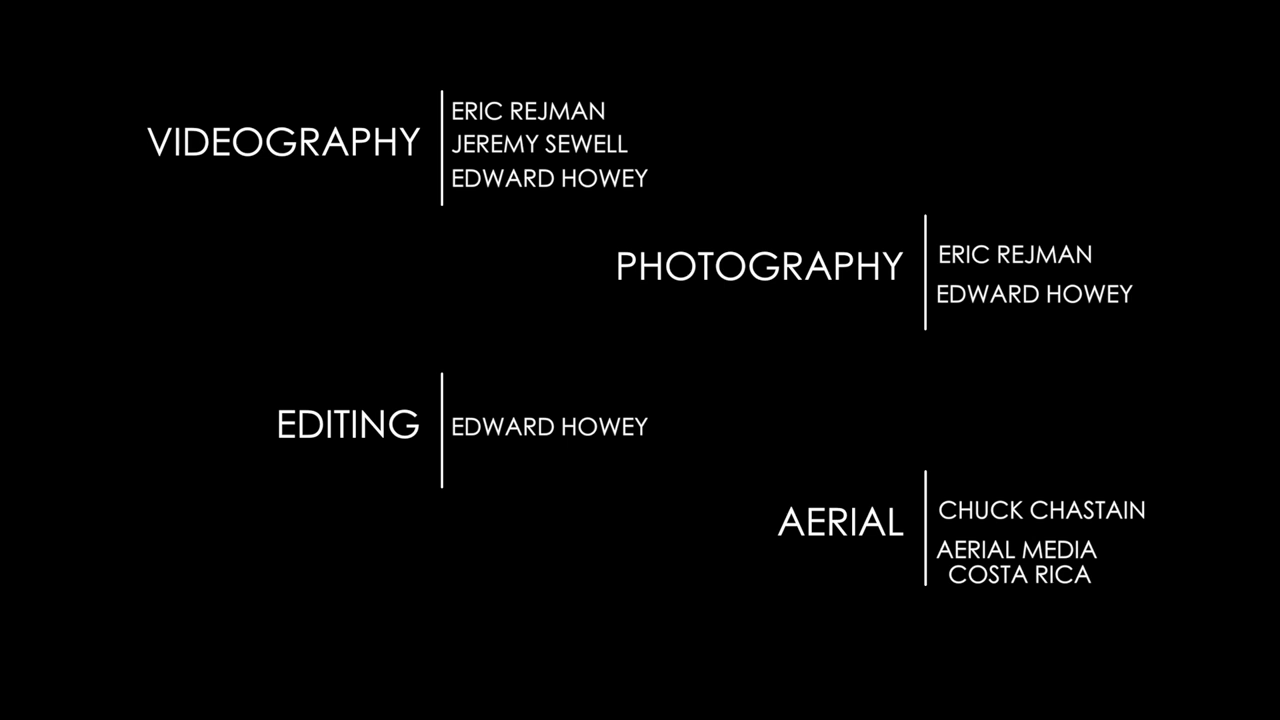 VIDEOGRAPHY
ERIC REJMAN
JEREMY SEWELL
EDWARD HOWEY
PHOTOGRAPHY
ERIC REJMAN
EDWARD HOWEY
EDITING
EDWARD HOWEY
AERIAL
CHUCK CHASTAIN
AERIAL MEDIA
COSTA RICA